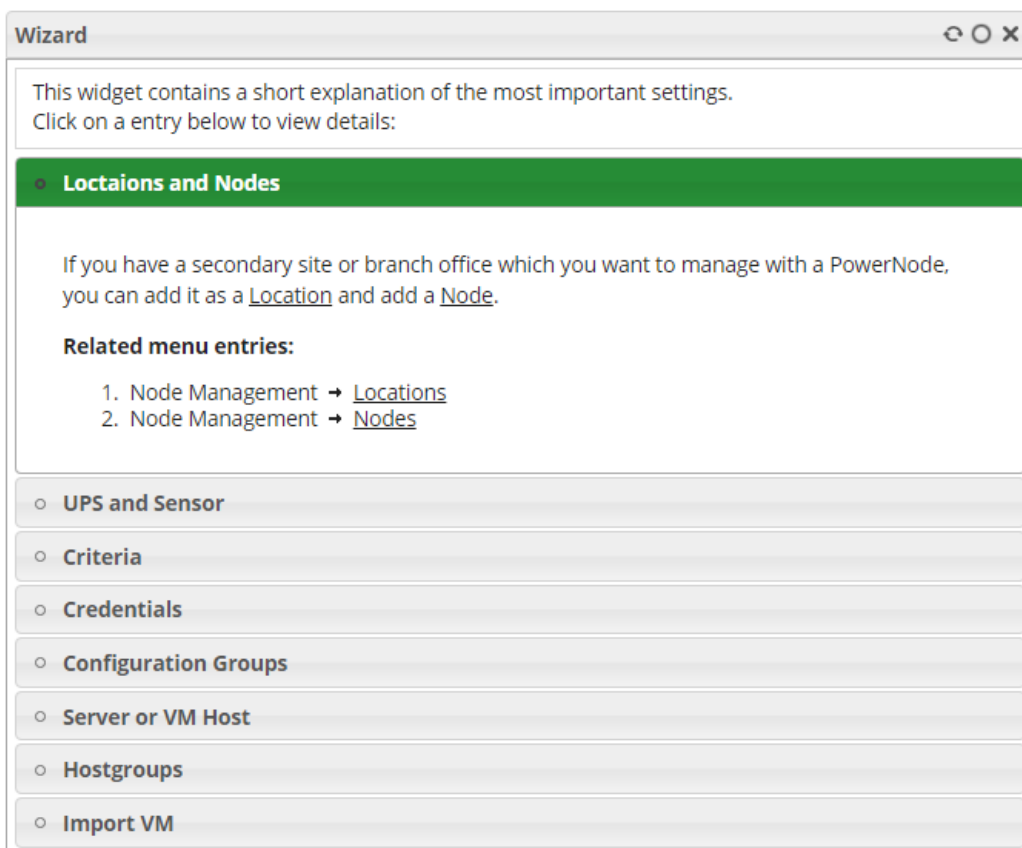 Wizard
This widget contains a short explanation of the most important settings.
Click on a entry below to view details:
Loctaions and Nodes
If you have a secondary site or branch office which you want to manage with a PowerNode,
you can add it as a Location and add a Node.
Related menu entries:
1. Node Management → Locations
2. Node Management → Nodes
UPS and Sensor
Criteria
Credentials
Configuration Groups
Server or VM Host
Hostgroups
Import VM